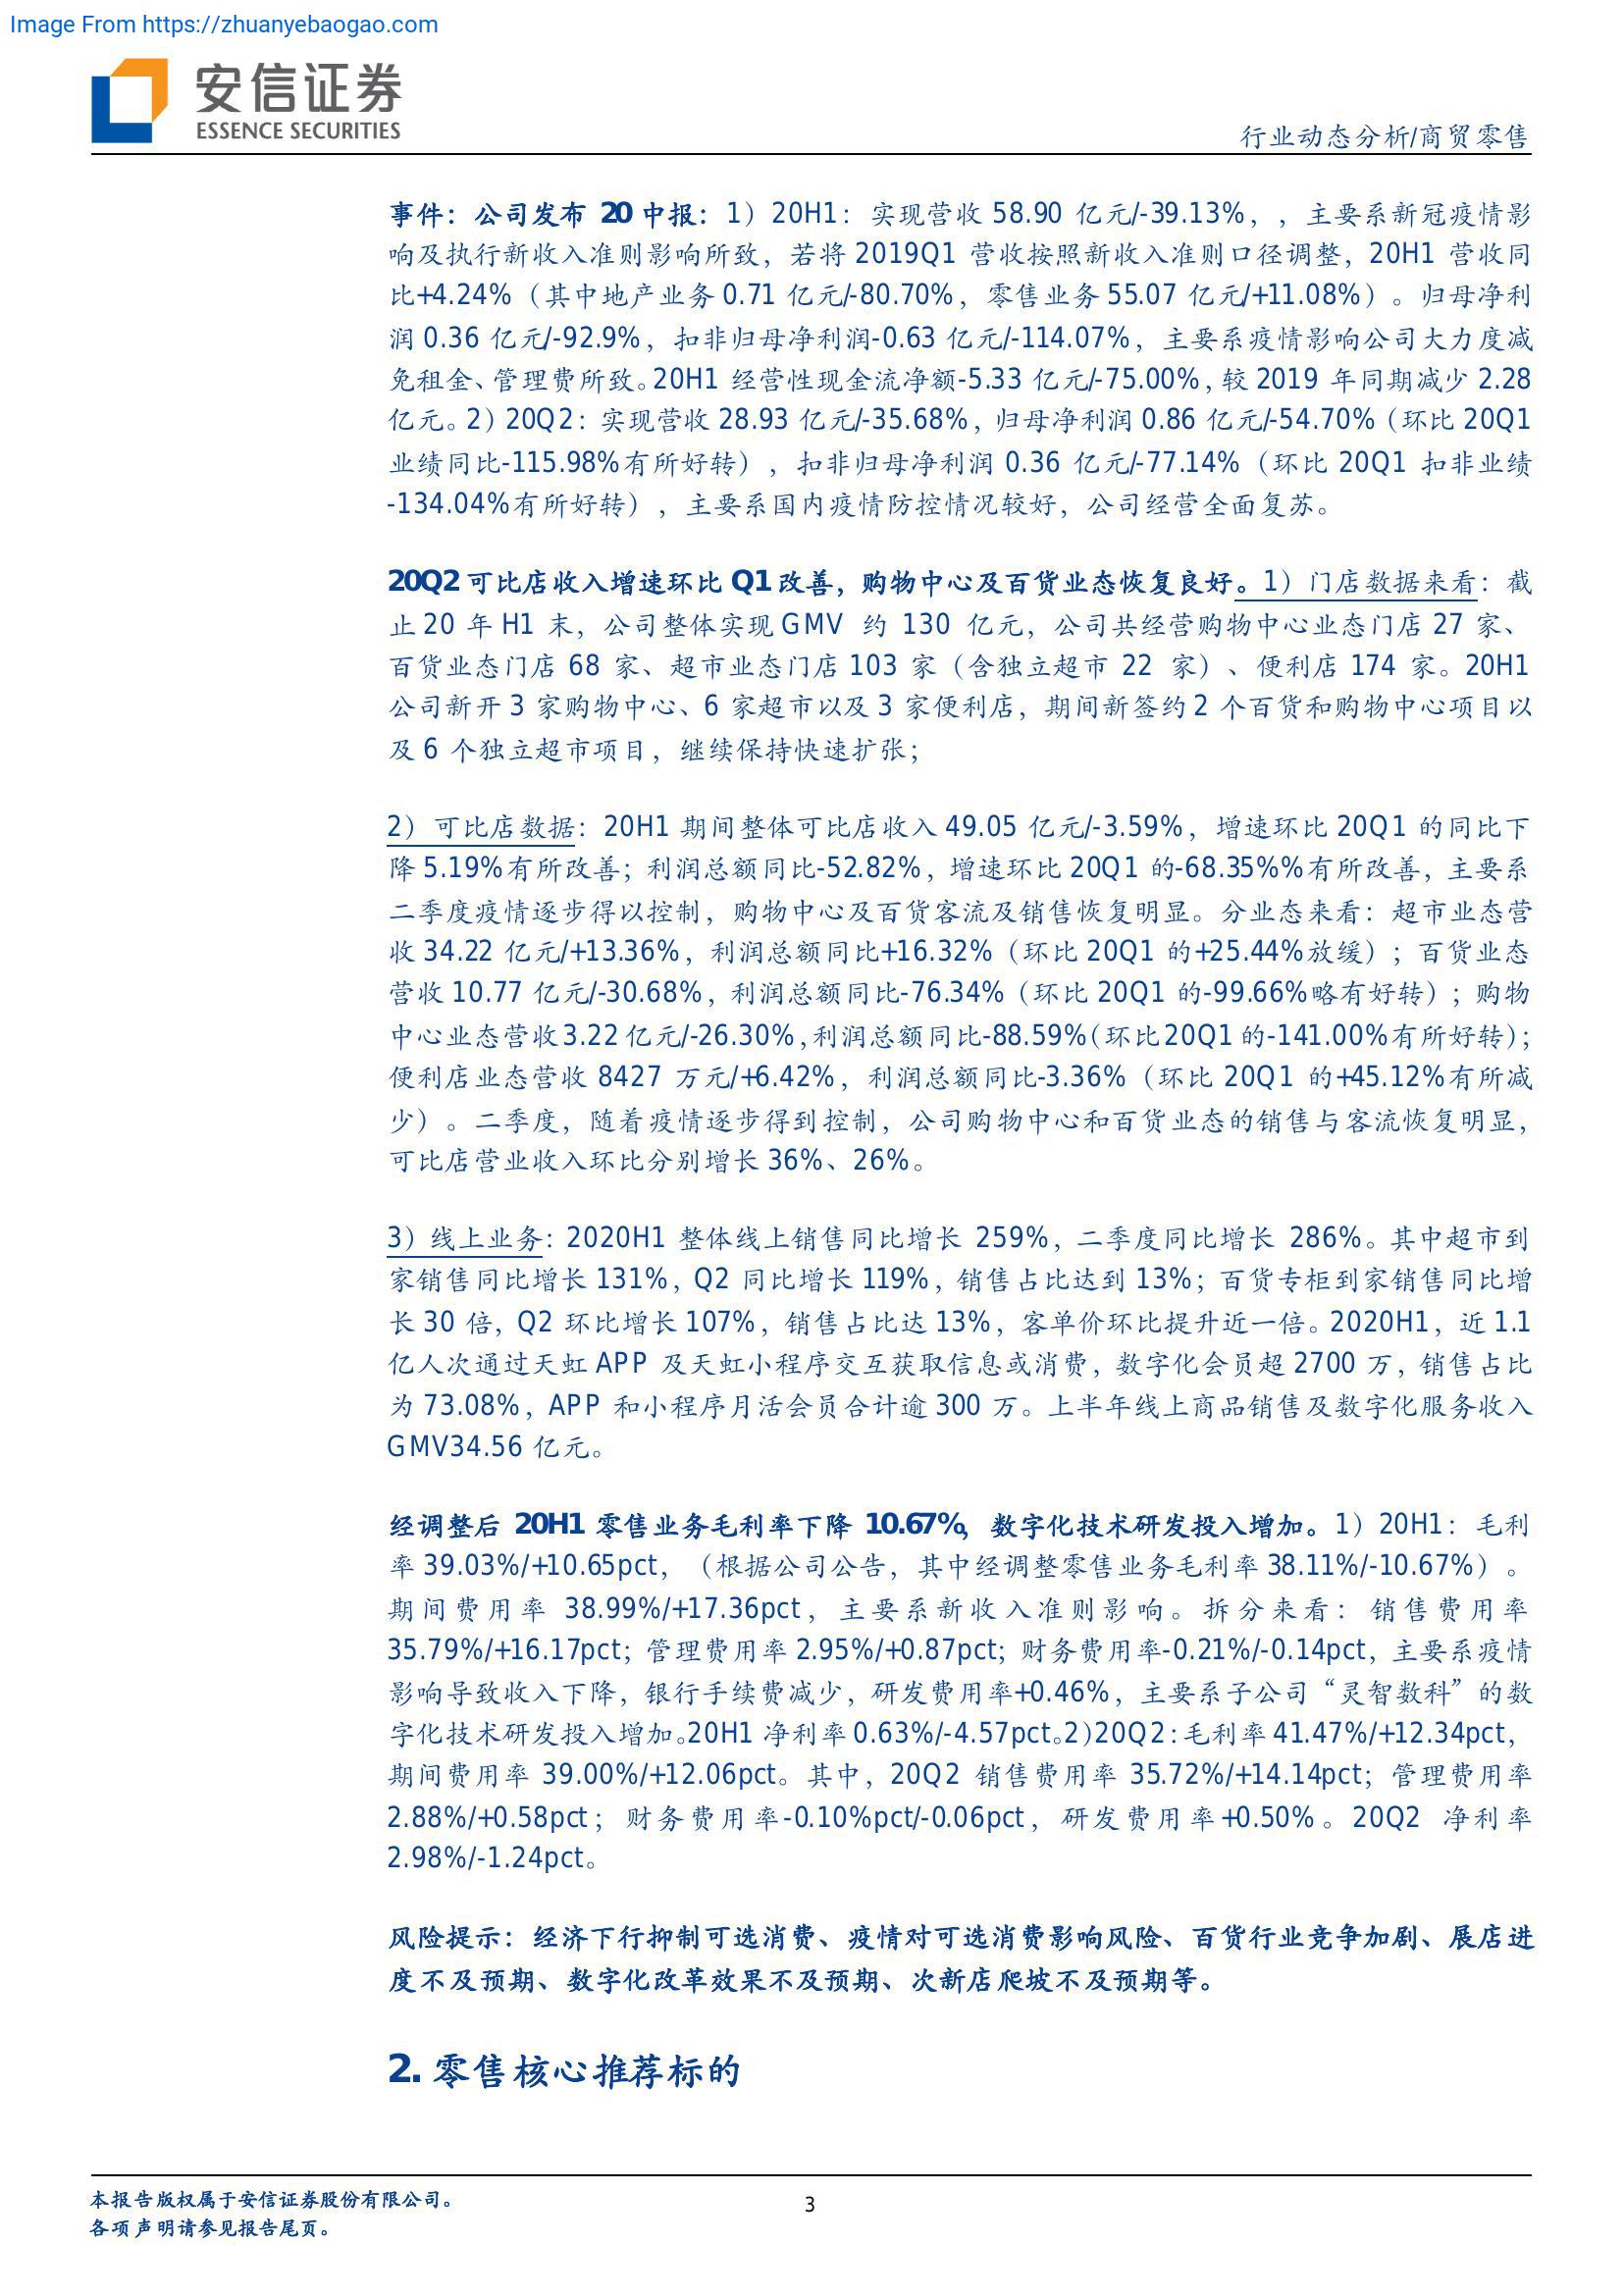 Image From https://zhuanyebaogao.com
安信证券
ESSENCE SECURITIES
行业动态分析/商贸零售
事件：公司发布 20 中报：1）20H1：实现营收 58.90 亿元/-39.13%，，主要系新冠疫情影
响及执行新收入准则影响所致，若将 2019Q1 营收按照新收入准则口径调整，20H1 营收同
比+4.24%（其中地产业务 0.71 亿元/-80.70%，零售业务 55.07 亿元/+11.08%）。归母净利
润 0.36 亿元/-92.9%，扣非归母净利润-0.63 亿元/-114.07%，主要系疫情影响公司大力度减
免租金、管理费所致。20H1 经营性现金流净额-5.33 亿元/-75.00%，较 2019 年同期减少 2.28
亿元。2）20Q2：实现营收 28.93 亿元/-35.68%，归母净利润 0.86 亿元/-54.70%（环比 20Q1
业绩同比-115.98%有所好转），扣非归母净利润 0.36 亿元/-77.14%（环比 20Q1 扣非业绩
-134.04%有所好转），主要系国内疫情防控情况较好，公司经营全面复苏。
20Q2 可比店收入增速环比 Q1 改善，购物中心及百货业态恢复良好。1）门店数据来看：截
止 20 年 H1 末，公司整体实现 GMV 约 130 亿元，公司共经营购物中心业态门店 27 家、
百货业态门店 68 家、超市业态门店 103 家（含独立超市 22 家）、便利店 174 家。20H1
公司新开 3 家购物中心、6 家超市以及 3 家便利店，期间新签约 2 个百货和购物中心项目以
及 6 个独立超市项目，继续保持快速扩张；
2）可比店数据：20H1 期间整体可比店收入 49.05 亿元/-3.59%，增速环比 20Q1 的同比下
降 5.19%有所改善；利润总额同比-52.82%，增速环比 20Q1 的-68.35%%有所改善，主要系
二季度疫情逐步得以控制，购物中心及百货客流及销售恢复明显。分业态来看：超市业态营
收 34.22 亿元/+13.36%，利润总额同比+16.32%（环比 20Q1 的+25.44%放缓）；百货业态
营收 10.77 亿元/-30.68%，利润总额同比-76.34%（环比 20Q1 的-99.66%略有好转）；购物
中心业态营收 3.22 亿元/-26.30%，利润总额同比-88.59%（环比 20Q1 的-141.00%有所好转）；
便利店业态营收 8427 万元/+6.42%，利润总额同比-3.36%（环比 20Q1 的+45.12%有所减
少）。二季度，随着疫情逐步得到控制，公司购物中心和百货业态的销售与客流恢复明显，
可比店营业收入环比分别增长 36%、26%。
3）线上业务：2020H1 整体线上销售同比增长 259%，二季度同比增长 286%。其中超市到
家销售同比增长 131%，Q2 同比增长 119%，销售占比达到 13%；百货专柜到家销售同比增
长 30 倍，Q2 环比增长 107%，销售占比达 13%，客单价环比提升近一倍。2020H1，近 1.1
亿人次通过天虹 APP 及天虹小程序交互获取信息或消费，数字化会员超 2700 万，销售占比
为 73.08%，APP 和小程序月活会员合计逾 300 万。上半年线上商品销售及数字化服务收入
GMV34.56 亿元。
经调整后 20H1 零售业务毛利率下降 10.67%，数字化技术研发投入增加。1）20H1：毛利
率 39.03%/+10.65pct，（根据公司公告，其中经调整零售业务毛利率 38.11%/-10.67%）。
期间费用率 38.99%/+17.36pct，主要系新收入准则影响。拆分来看：销售费用率
35.79%/+16.17pct；管理费用率 2.95%/+0.87pct；财务费用率-0.21%/-0.14pct，主要系疫情
影响导致收入下降，银行手续费减少，研发费用率+0.46%，主要系子公司“灵智数科”的数
字化技术研发投入增加。20H1 净利率 0.63%/-4.57pct。2）20Q2：毛利率 41.47%/+12.34pct，
期间费用率 39.00%/+12.06pct。其中，20Q2 销售费用率 35.72%/+14.14pct；管理费用率
2.88%/+0.58pct；财务费用率-0.10%pct/-0.06pct，研发费用率+0.50%。20Q2 净利率
2.98%/-1.24pct。
风险提示：经济下行抑制可选消费、疫情对可选消费影响风险、百货行业竞争加剧、展店进
度不及预期、数字化改革效果不及预期、次新店爬坡不及预期等。
2. 零售核心推荐标的
本报告版权属于安信证券股份有限公司。
各项声明请参见报告尾页。
3